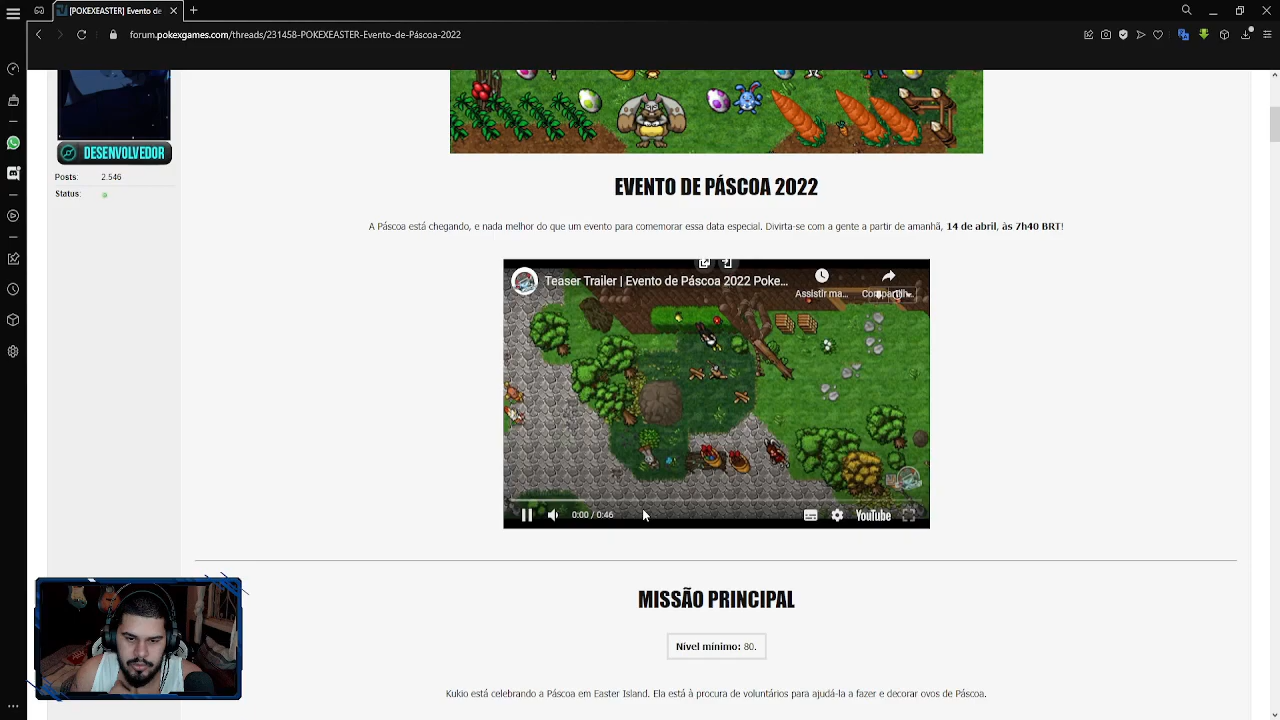 [POKEXEASTER] Evento de
forum.pokexgames.com/threads/231458-POKEXEASTER-Evento-de-Páscoa-2022
DESENVOLVEDOR
Posts: 2.546
Status:
EVENTO DE PÁSCOA 2022
A Páscoa está chegando, e nada melhor do que um evento para comemorar essa data especial. Divirta-se com a gente a partir de amanhã, 14 de abril, às 7h40 BRT!
Teaser Trailer | Evento de Páscoa 2022 Poke...
Assistir ma...
0:00 / 0:46
YouTube
MISSÃO PRINCIPAL
Nível mínimo: 80.
Kukio está celebrando a Páscoa em Easter Island. Ela está à procura de voluntários para ajudá-la a fazer e decorar ovos de Páscoa.